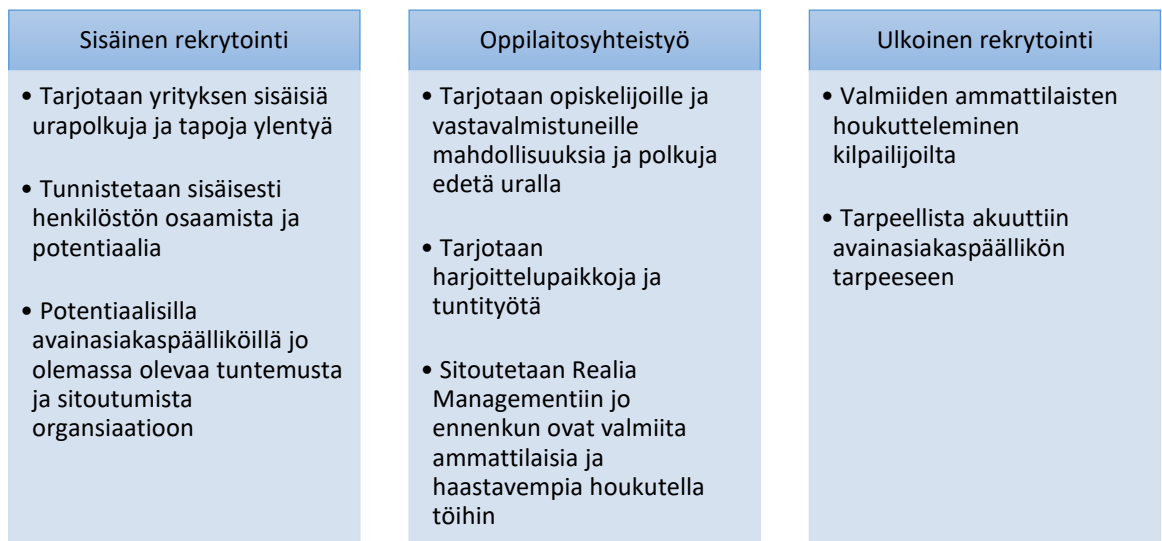 Sisäinen rekrytointi
• Tarjotaan yrityksen sisäisiä
urapolkuja ja tapoja ylentyä
• Tunnistetaan sisäisesti
henkilöstön osaamista ja
potentiaalia
• Potentiaalisilla
avainasiakaspäälliköillä jo
olemassa olevaa tuntemusta
ja sitoutumista
organsiaatioon
Oppilaitosyhteistyö
• Tarjotaan opiskelijoille ja
vastavalmistuneille
mahdollisuuksia ja polkuja
edetä uralla
• Tarjotaan
harjoittelupaikkoja ja
tuntityötä
• Sitoutetaan Realia
Managementiin jo
ennenkun ovat valmiita
ammattilaisia ja
haastavempia houkutella
töihin
Ulkoinen rekrytointi
• Valmiiden ammattilaisten
houkutteleminen
kilpailijoilta
• Tarpeellista akuuttiin
avainasiakaspäällikön
tarpeeseen